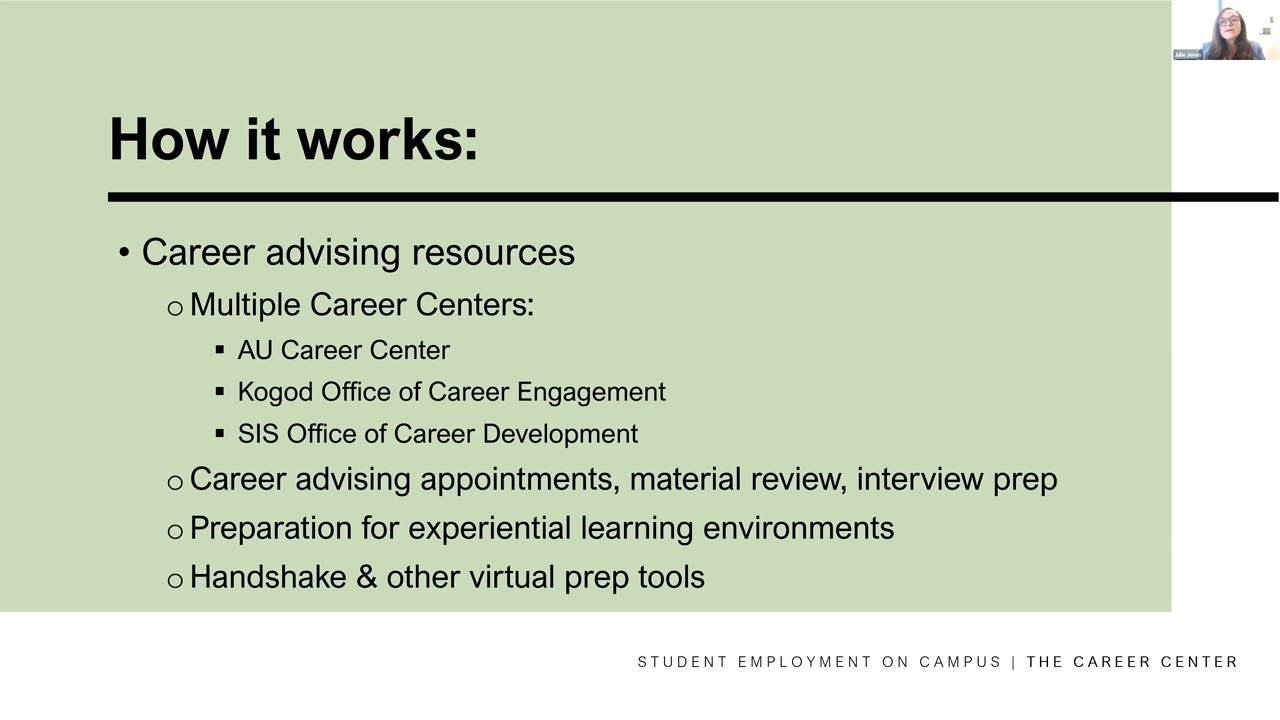 Julie Jones
How it works:
• Career advising resources
o Multiple Career Centers:
▪ AU Career Center
▪ Kogod Office of Career Engagement
▪ SIS Office of Career Development
o Career advising appointments, material review, interview prep
o Preparation for experiential learning environments
o Handshake & other virtual prep tools
STUDENT EMPLOYMENT ON CAMPUS | THE CAREER CENTER